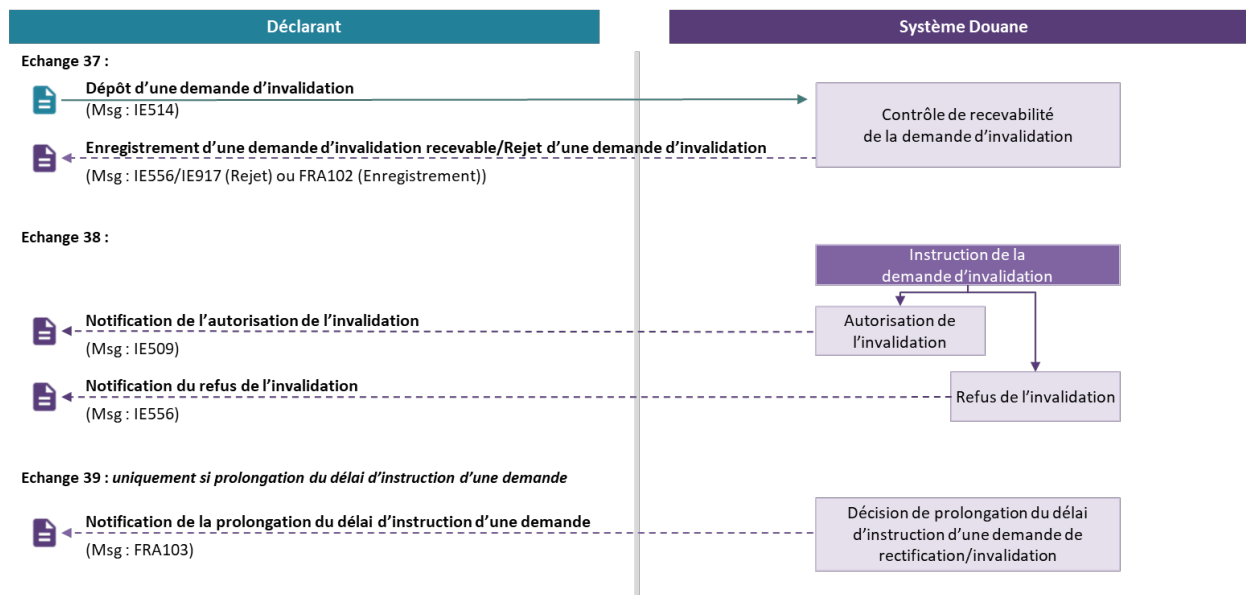 Déclarant
Système Douane
Echange 37 :
Dépôt d’une demande d’invalidation
(Msg : IE514)
Contrôle de recevabilité
de la demande d’invalidation
Enregistrement d’une demande d’invalidation recevable/Rejet d’une demande d’invalidation
(Msg : IE556/IE917 (Rejet) ou FRA102 (Enregistrement))
Echange 38 :
Instruction de la
demande d’invalidation
Notification de l’autorisation de l’invalidation
(Msg : IE509)
Autorisation de
l’invalidation
Notification du refus de l’invalidation
(Msg : IE556)
Refus de l’invalidation
Echange 39 : uniquement si prolongation du délai d’instruction d’une demande
Notification de la prolongation du délai d’instruction d’une demande
(Msg : FRA103)
Décision de prolongation du délai
d’instruction d’une demande de
rectification/invalidation